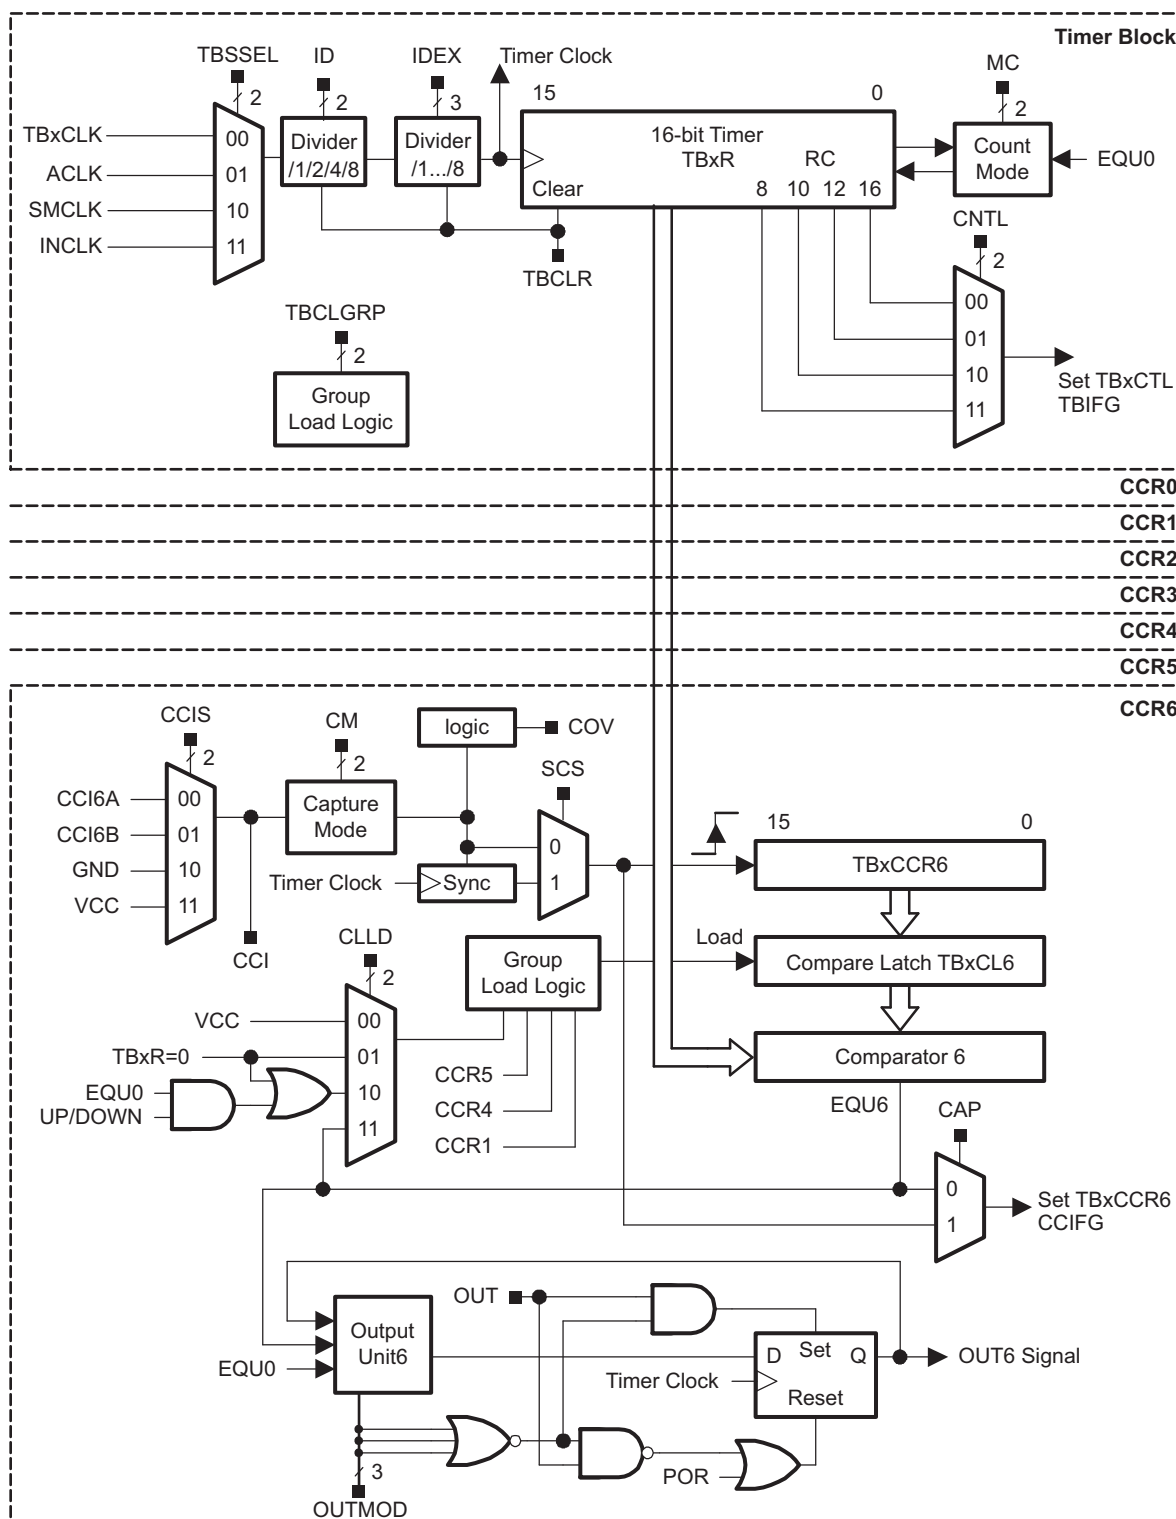 Timer Block
TBSSEL
ID
IDEX
Timer Clock
15
0
MC
2
2
3
2
TBxCLK
ACLK
SMCLK
INCLK
00
01
10
11
Divider
/1/2/4/8
Divider
/1.../8
16-bit Timer
TBxR
RC
Clear
8
10
12
16
Count
Mode
EQU0
CNTL
2
TBCLR
00
01
10
11
Set TBxCTL
TBIFG
TBCLGRP
2
Group
Load Logic
CCR0
CCR1
CCR2
CCR3
CCR4
CCR5
CCR6
CCIS
2
CM
2
logic
COV
SCS
CCI6A
CCI6B
GND
VCC
00
01
10
11
Capture
Mode
0
1
Timer Clock
Sync
15
0
TBxCCR6
CCI
CLLD
2
Group
Load Logic
Load
Compare Latch TBxCL6
VCC
TBxR=0
EQU0
UP/DOWN
00
01
10
11
CCR5
CCR4
CCR1
Comparator 6
EQU6
CAP
0
1
Set TBxCCR6
CCIFG
OUT
Output
Unit6
EQU0
D
Set
Q
Timer Clock
Reset
OUT6 Signal
POR
3
OUTMOD